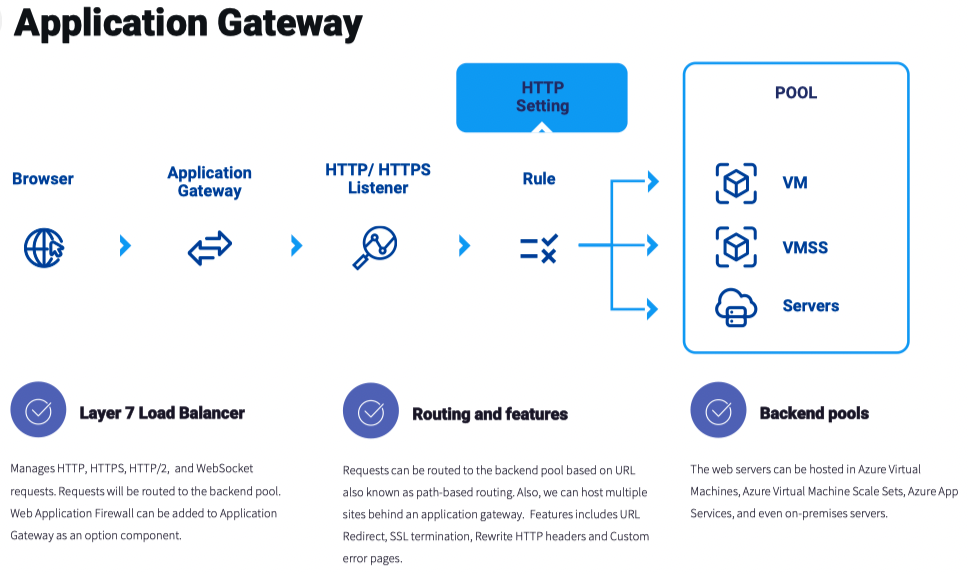 Application Gateway
HTTP
Setting
POOL
Browser
Application
Gateway
HTTP/ HTTPS
Listener
Rule
VM
VMSS
Servers
Layer 7 Load Balancer
Manages HTTP, HTTPS, HTTP/2,  and WebSocket
requests. Requests will be routed to the backend pool.
Web Application Firewall can be added to Application
Gateway as an option component.
Routing and features
Requests can be routed to the backend pool based on URL
also known as path-based routing. Also, we can host multiple
sites behind an application gateway.  Features includes URL
Redirect, SSL termination, Rewrite HTTP headers and Custom
error pages.
Backend pools
The web servers can be hosted in Azure Virtual
Machines, Azure Virtual Machine Scale Sets, Azure App
Services, and even on-premises servers.